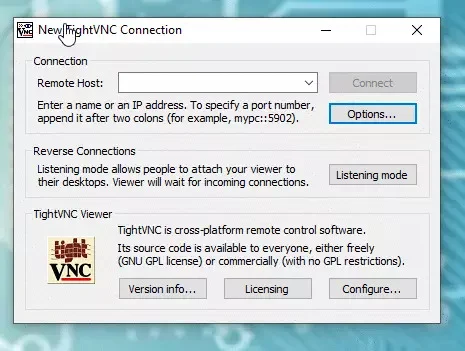 New TightVNC Connection
Connection
Remote Host:
Connect
Enter a name or an IP address. To specify a port number,
append it after two colons (for example, mypc::5902).
Options...
Reverse Connections
Listening mode allows people to attach your viewer to
their desktops. Viewer will wait for incoming connections.
Listening mode
TightVNC Viewer
TightVNC is cross-platform remote control software.
Its source code is available to everyone, either freely
(GNU GPL license) or commercially (with no GPL restrictions).
tight
VNC
Version info...
Licensing
Configure...